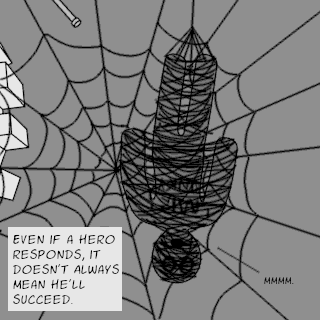 EVEN IF A HERO
RESPONDS, IT
DOESN'T ALWAYS
MEAN HE'LL
SUCCEED.
MMMM.